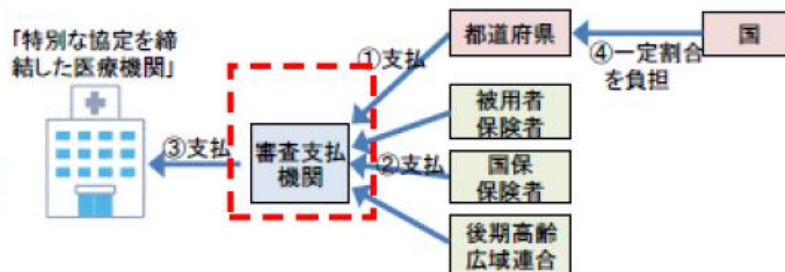 「特別な協定を締
結した医療機関」
③支払
審査支払
機関
①支払
②支払
都道府県
被用者
保険者
国保
保険者
後期高齢
広域連合
④一定割合
を負担
国